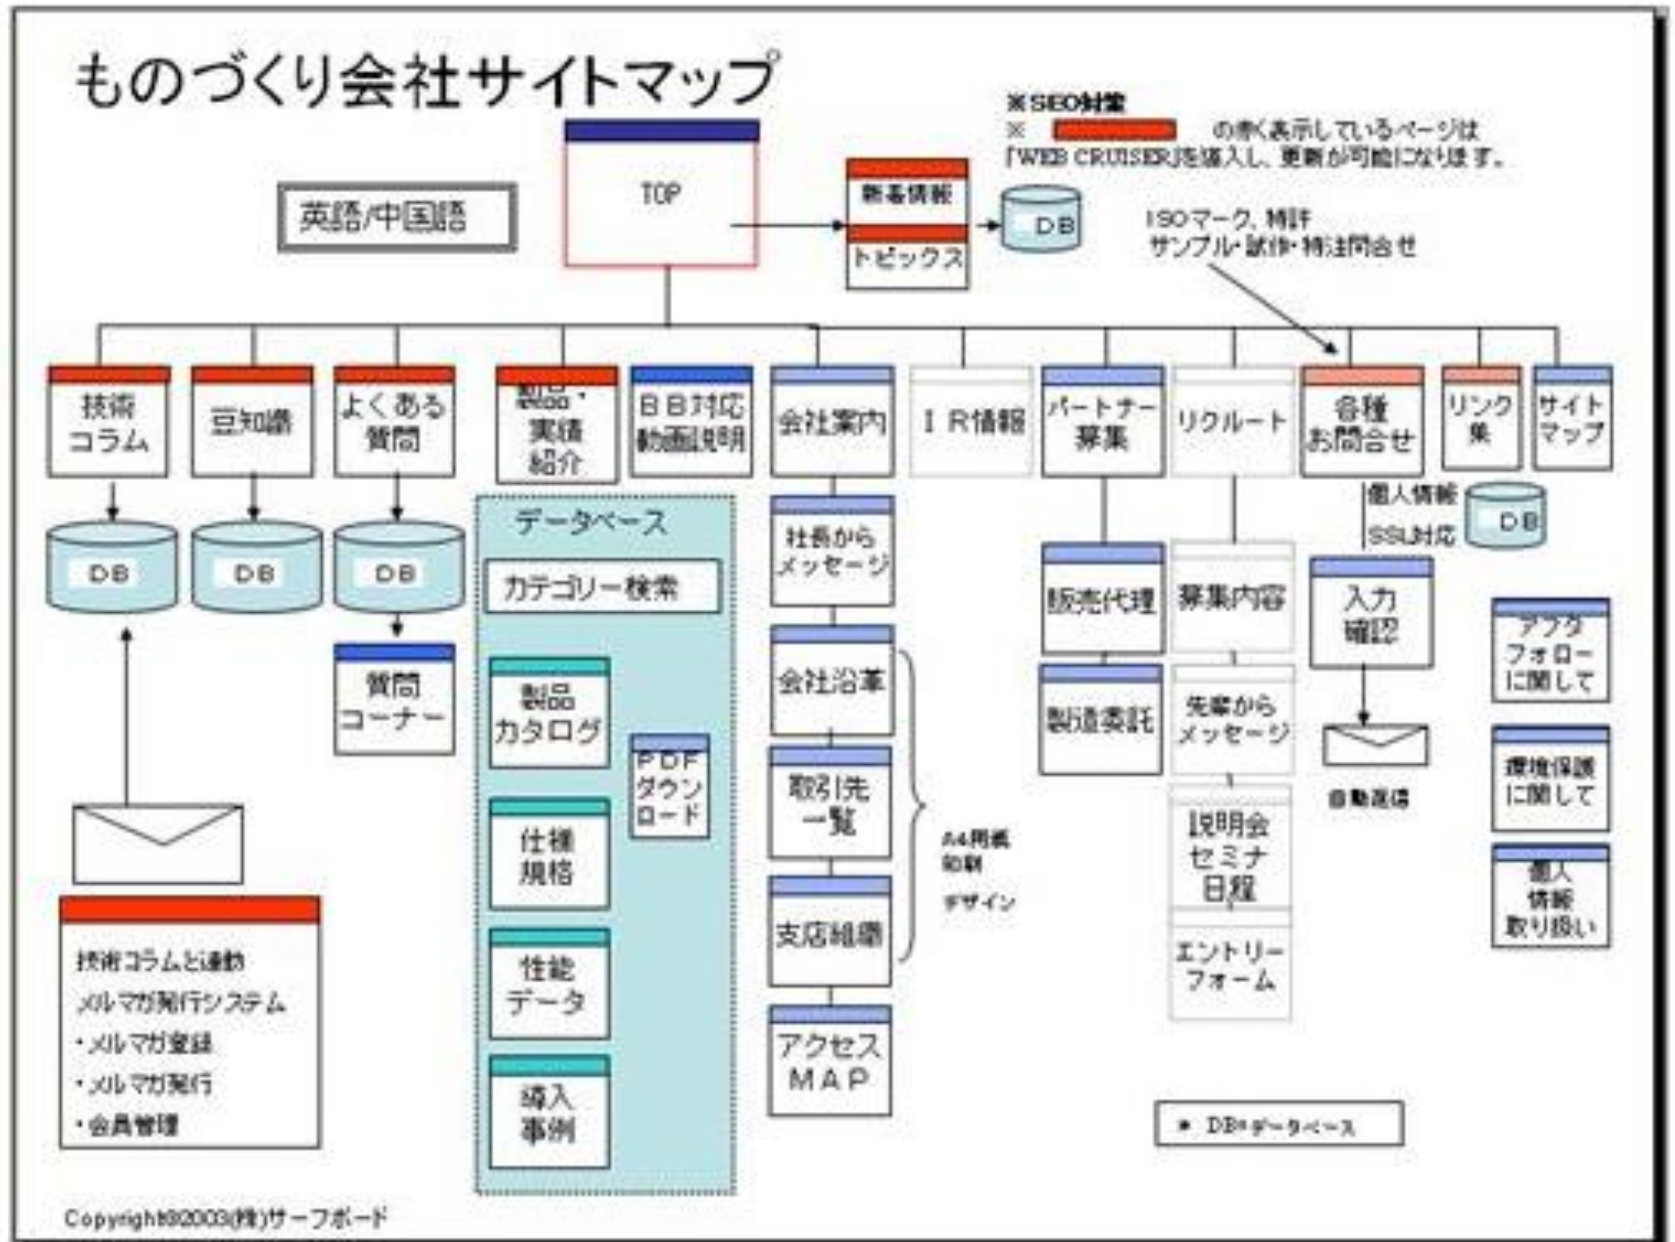 ものづくり会社サイトマップ
※SEO対策
※ の赤く表示しているページは
「WEB CRUISER」を導入し、更新が可能になります。
TOP
英語/中国語
新着情報
トピックス
DB
ISOマーク、特許
サンプル・試作・特注問合せ
技術
コラム
豆知識
よくある
質問
製品・
実績
紹介
BB対応
動画説明
会社案内
IR情報
パートナー
募集
リクルート
各種
お問合せ
リンク
集
サイト
マップ
DB
DB
DB
質問
コーナー
データベース
カテゴリー検索
製品
カタログ
PDF
ダウン
ロード
仕様
規格
性能
データ
導入
事例
社長から
メッセージ
会社沿革
取引先
一覧
支店組織
アクセス
MAP
A4用紙
印刷
デザイン
販売代理
製造委託
募集内容
先輩から
メッセージ
説明会
セミナ
日程
エントリー
フォーム
個人情報
SSL対応
DB
入力
確認
自動返信
アフタ
フォロー
に関して
環境保護
に関して
個人
情報
取り扱い
技術コラムと連動
メルマガ発行システム
・メルマガ登録
・メルマガ発行
・会員管理
* DB=データベース
Copyright©2003(株)サーフボード